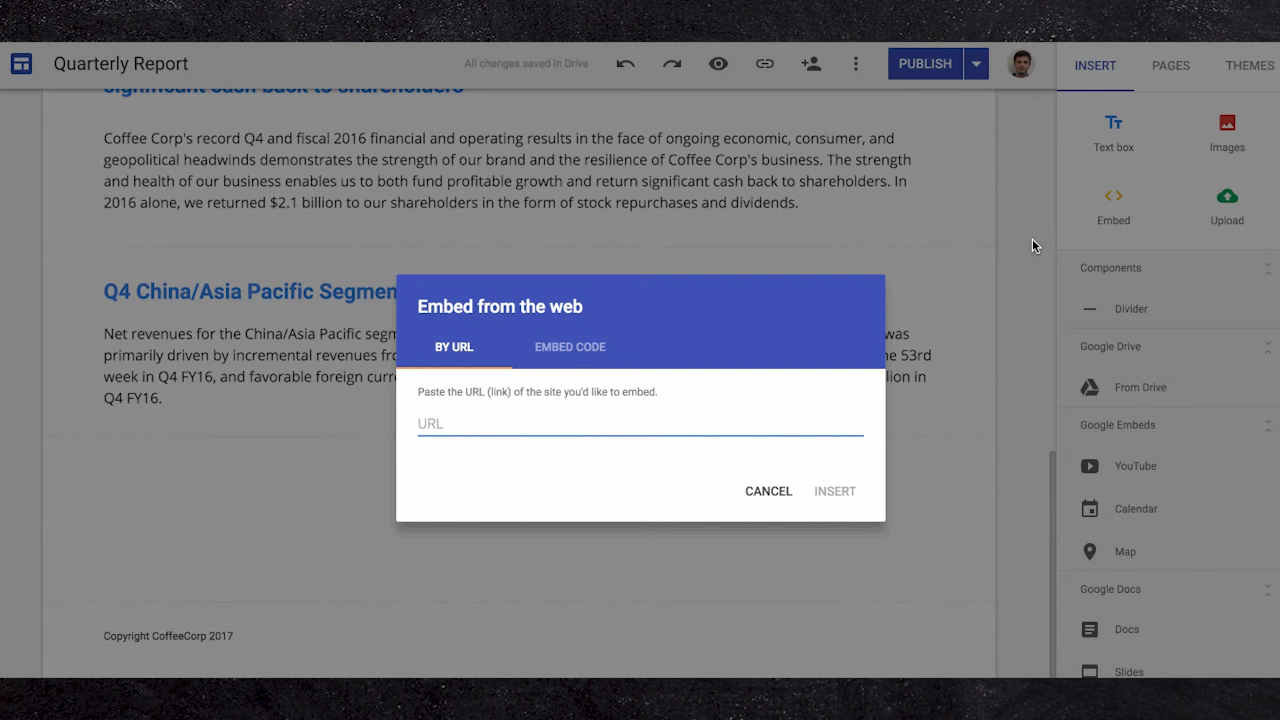 Quarterly Report
All changes saved in Drive
PUBLISH
INSERT
PAGES
THEMES
significant cash back to shareholders
Coffee Corp's record Q4 and fiscal 2016 financial and operating results in the face of ongoing economic, consumer, and
geopolitical headwinds demonstrates the strength of our brand and the resilience of Coffee Corp's business. The strength
and health of our business enables us to both fund profitable growth and return significant cash back to shareholders. In
2016 alone, we returned $2.1 billion to our shareholders in the form of stock repurchases and dividends.
Q4 China/Asia Pacific Segmen
Net revenues for the China/Asia Pacific segm
was
primarily driven by incremental revenues fr
e 53rd
week in Q4 FY16, and favorable foreign curr
lion in
Q4 FY16.
Copyright CoffeeCorp 2017
Embed from the web
BY URL
EMBED CODE
Paste the URL (link) of the site you'd like to embed.
URL
CANCEL
INSERT
Tt
Text box
Images
Embed
Upload
Components
Divider
Google Drive
From Drive
Google Embeds
YouTube
Calendar
Map
Google Docs
Docs
Slides